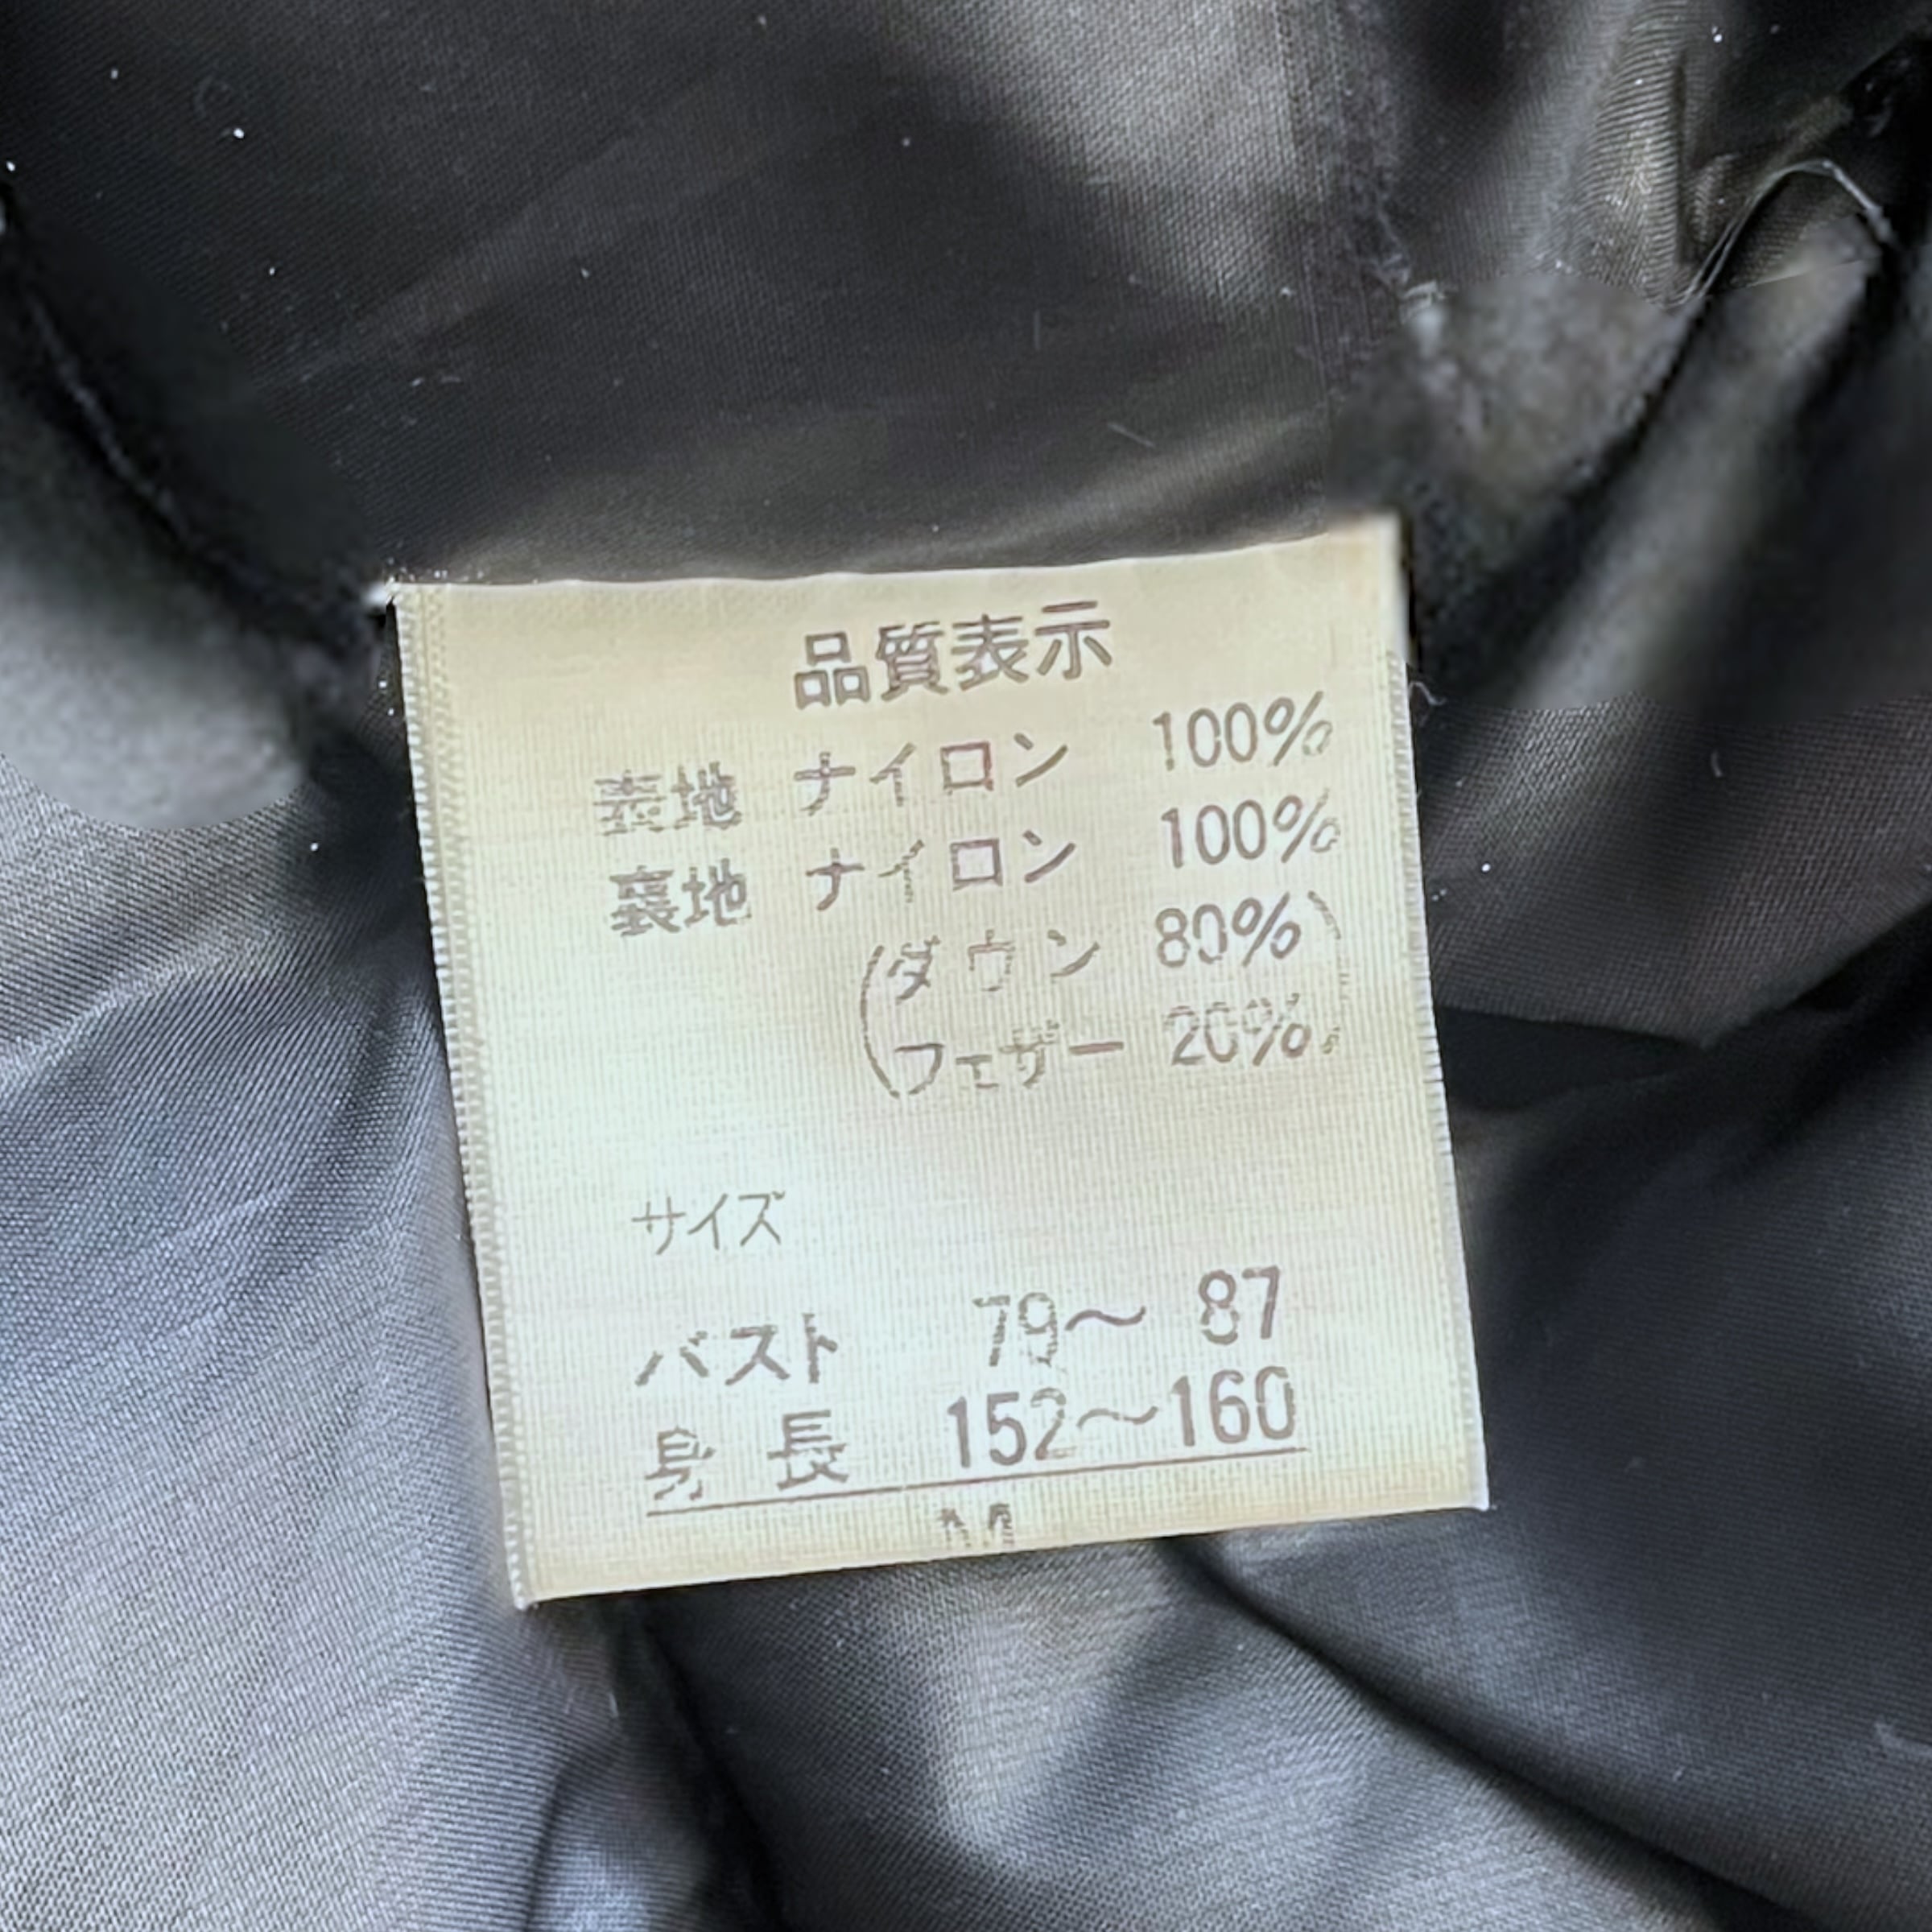 品質表示
表地 ナイロン 100%
裏地 ナイロン 100%
(ダウン 80%)
(フェザー 20%)
サイズ
バスト 79〜87
身長 152〜160
M